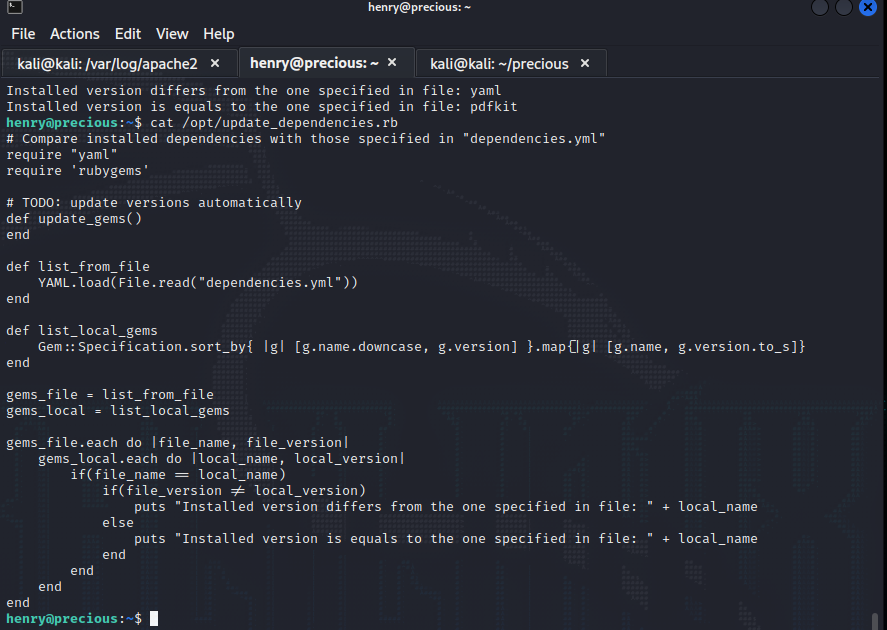 henry@precious: ~
File Actions Edit View Help
kali@kali: /var/log/apache2 × henry@precious: ~ × kali@kali: ~/precious ×
Installed version differs from the one specified in file: yaml
Installed version is equals to the one specified in file: pdfkit
henry@precious:~$ cat /opt/update_dependencies.rb
# Compare installed dependencies with those specified in "dependencies.yml"
require "yaml"
require 'rubygems'

# TODO: update versions automatically
def update_gems()
end

def list_from_file
    YAML.load(File.read("dependencies.yml"))
end

def list_local_gems
    Gem::Specification.sort_by{ |g| [g.name.downcase, g.version] }.map{|g| [g.name, g.version.to_s]}
end

gems_file = list_from_file
gems_local = list_local_gems

gems_file.each do |file_name, file_version|
    gems_local.each do |local_name, local_version|
        if(file_name == local_name)
            if(file_version != local_version)
                puts "Installed version differs from the one specified in file: " + local_name
            else
                puts "Installed version is equals to the one specified in file: " + local_name
            end
        end
    end
end
henry@precious:~$